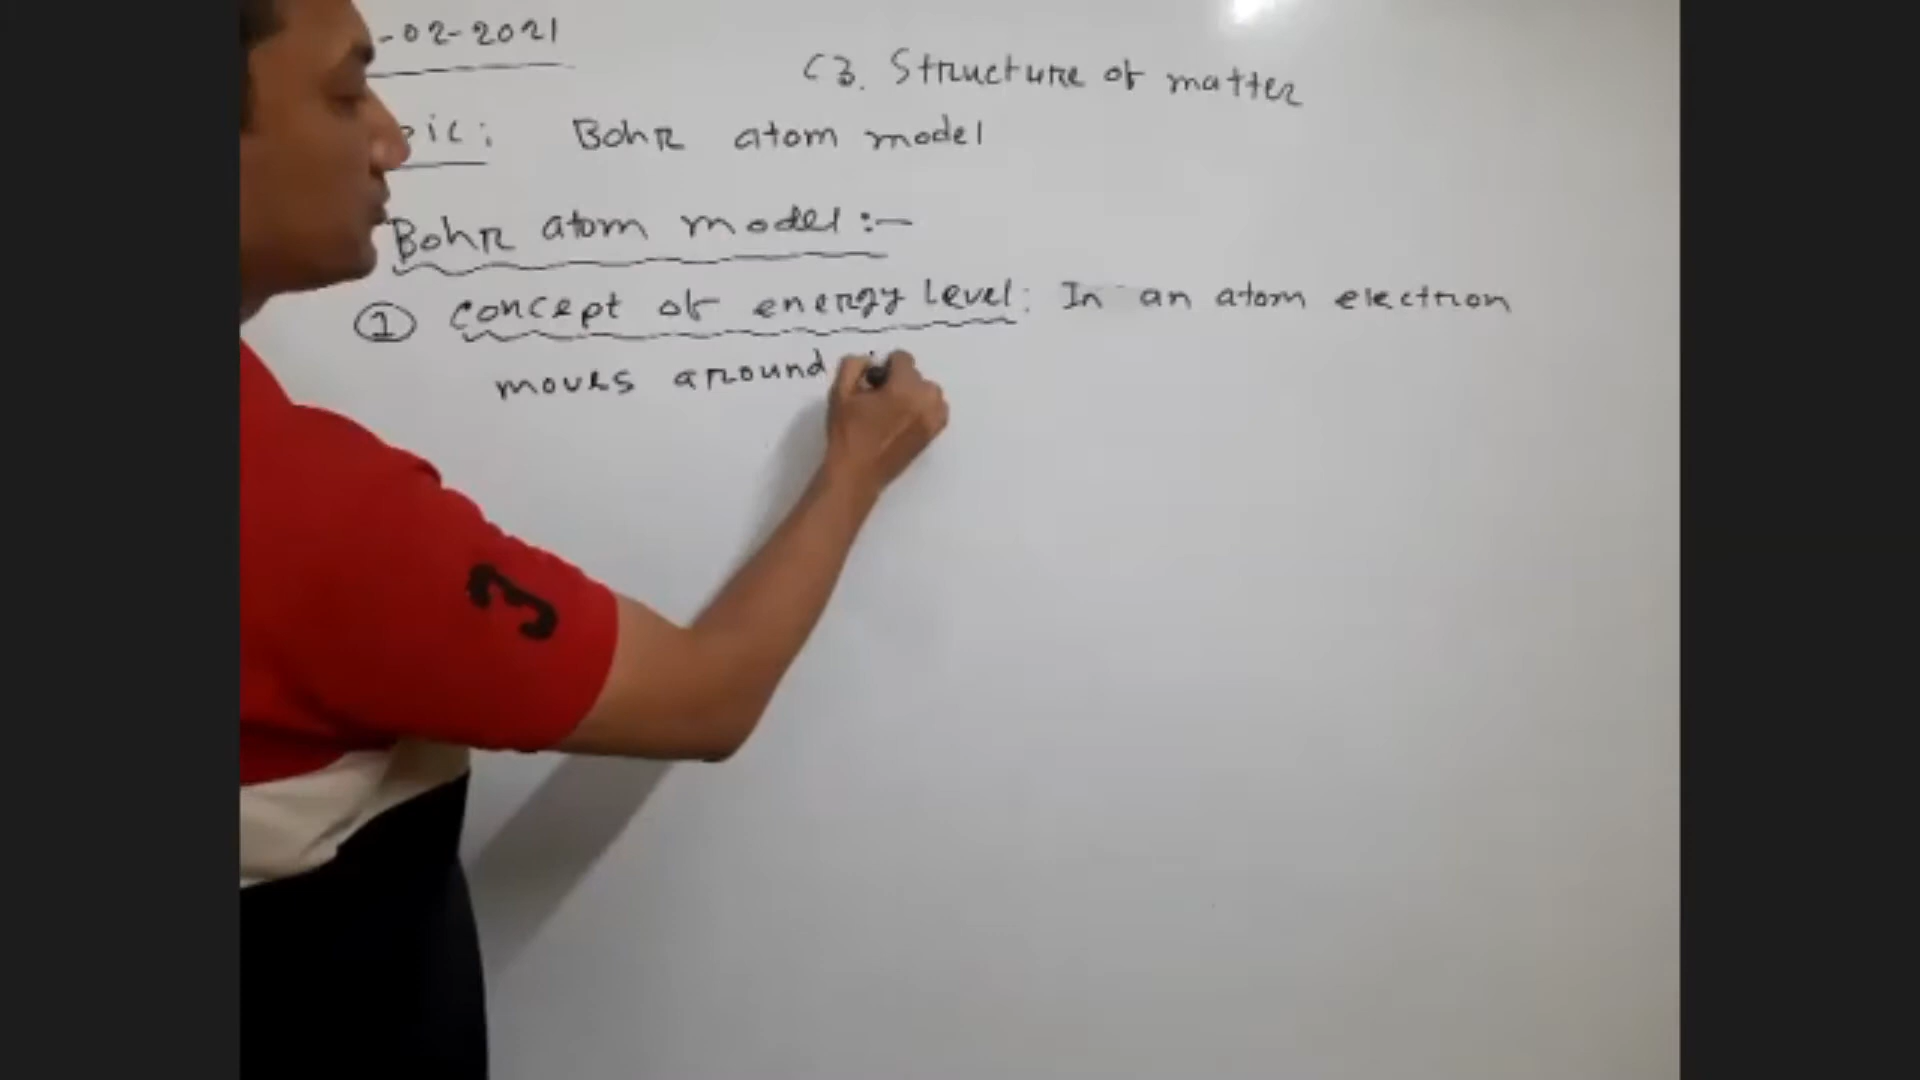 -02-2021
C3. Structure of matter
pic: Bohr atom model
Bohr atom model :-
① Concept of energy level: In an atom electron
moves around